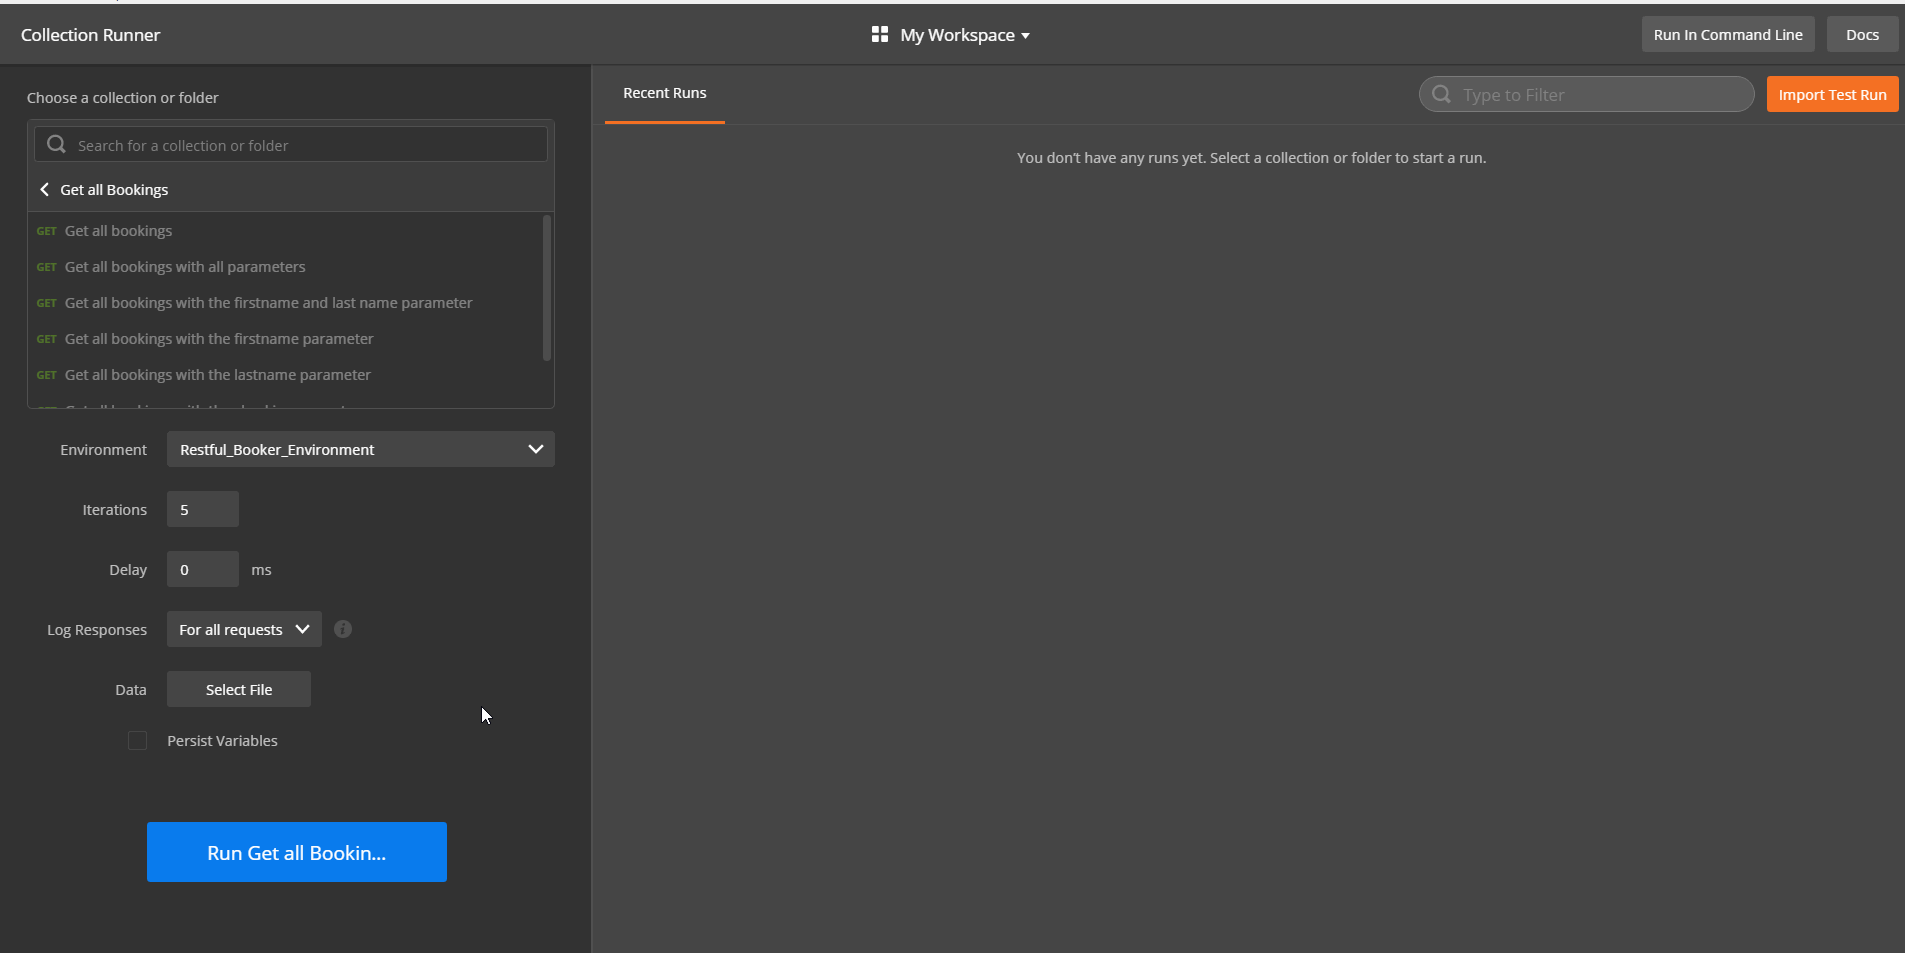 Collection Runner
My Workspace
Run In Command Line
Docs
Choose a collection or folder
Search for a collection or folder
Get all Bookings
GET Get all bookings
GET Get all bookings with all parameters
GET Get all bookings with the firstname and last name parameter
GET Get all bookings with the firstname parameter
GET Get all bookings with the lastname parameter
Environment Restful_Booker_Environment
Iterations 5
Delay 0 ms
Log Responses For all requests
Data Select File
Persist Variables
Run Get all Bookin...
Recent Runs
Type to Filter
Import Test Run
You don't have any runs yet. Select a collection or folder to start a run.